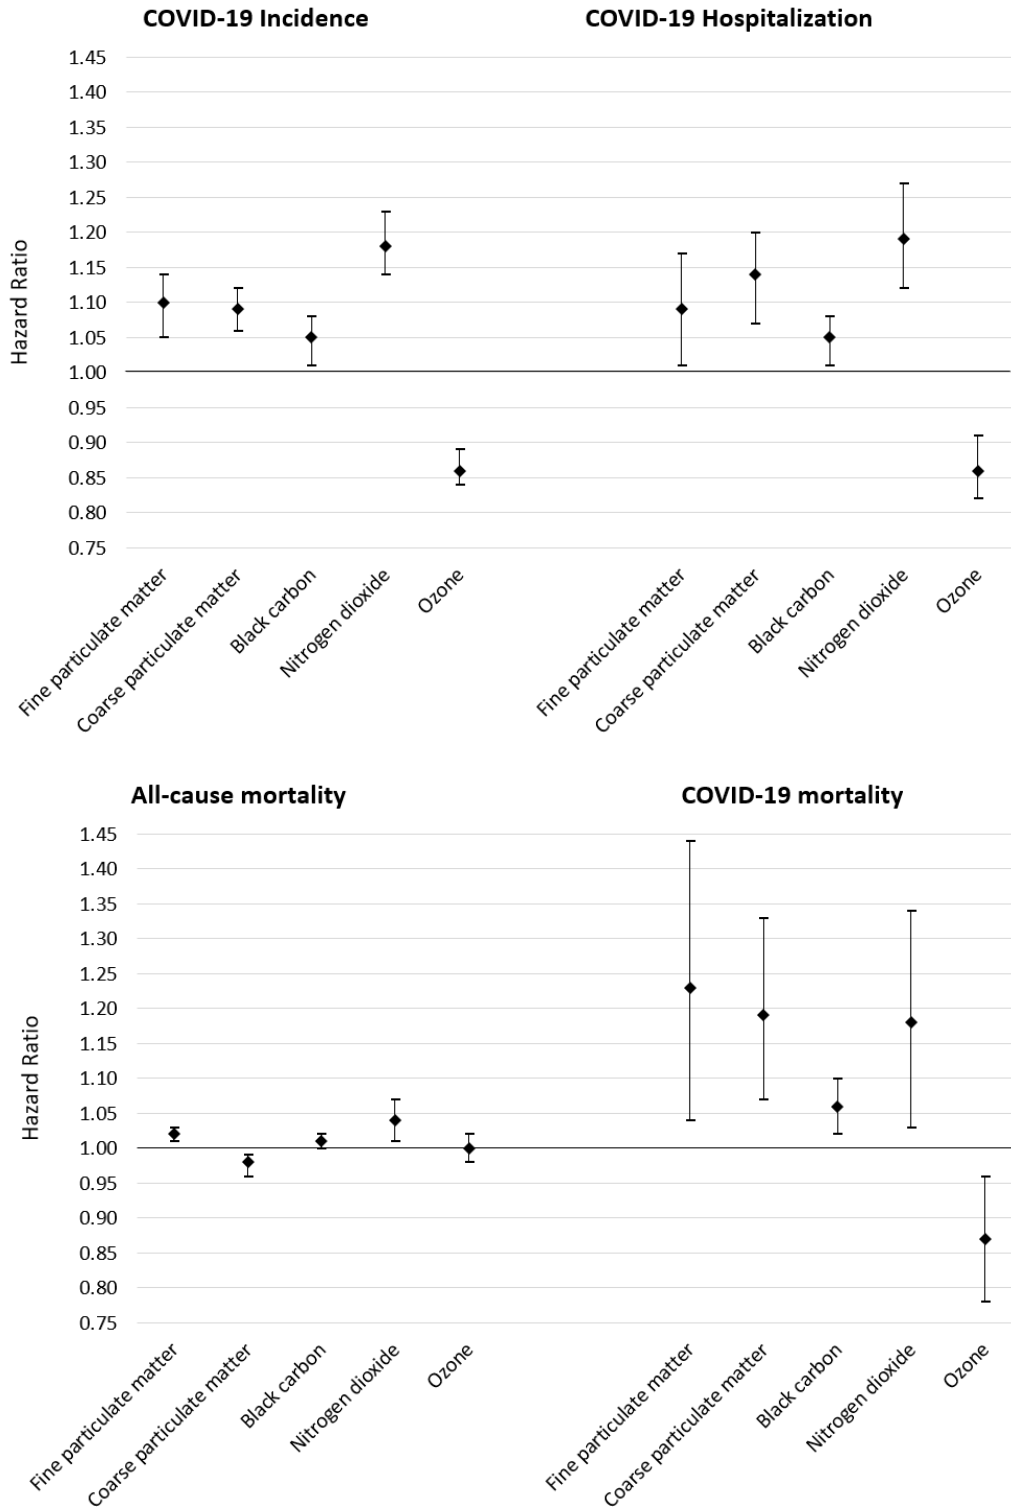 COVID-19 Incidence
COVID-19 Hospitalization
Hazard Ratio
1.45
1.40
1.35
1.30
1.25
1.20
1.15
1.10
1.05
1.00
0.95
0.90
0.85
0.80
0.75
Fine particulate matter
Coarse particulate matter
Black carbon
Nitrogen dioxide
Ozone
Fine particulate matter
Coarse particulate matter
Black carbon
Nitrogen dioxide
Ozone
All-cause mortality
COVID-19 mortality
Hazard Ratio
1.45
1.40
1.35
1.30
1.25
1.20
1.15
1.10
1.05
1.00
0.95
0.90
0.85
0.80
0.75
Fine particulate matter
Coarse particulate matter
Black carbon
Nitrogen dioxide
Ozone
Fine particulate matter
Coarse particulate matter
Black carbon
Nitrogen dioxide
Ozone